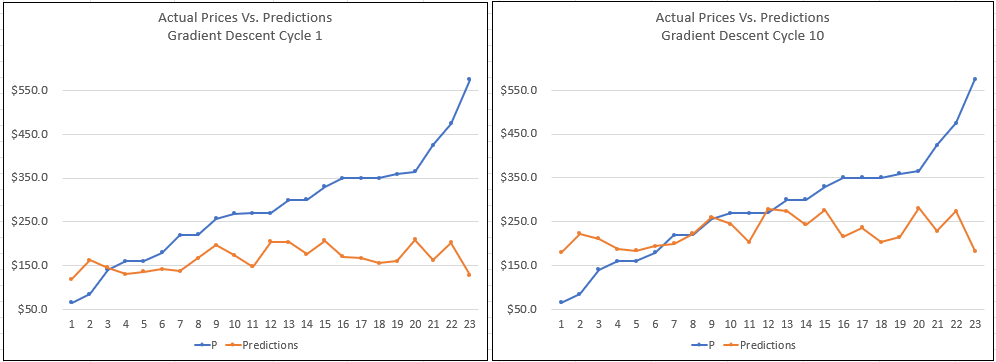 Actual Prices Vs. Predictions
Gradient Descent Cycle 1
$550.0
$450.0
$350.0
$250.0
$150.0
$50.0
1 2 3 4 5 6 7 8 9 10 11 12 13 14 15 16 17 18 19 20 21 22 23
P Predictions
Actual Prices Vs. Predictions
Gradient Descent Cycle 10
$550.0
$450.0
$350.0
$250.0
$150.0
$50.0
1 2 3 4 5 6 7 8 9 10 11 12 13 14 15 16 17 18 19 20 21 22 23
P Predictions